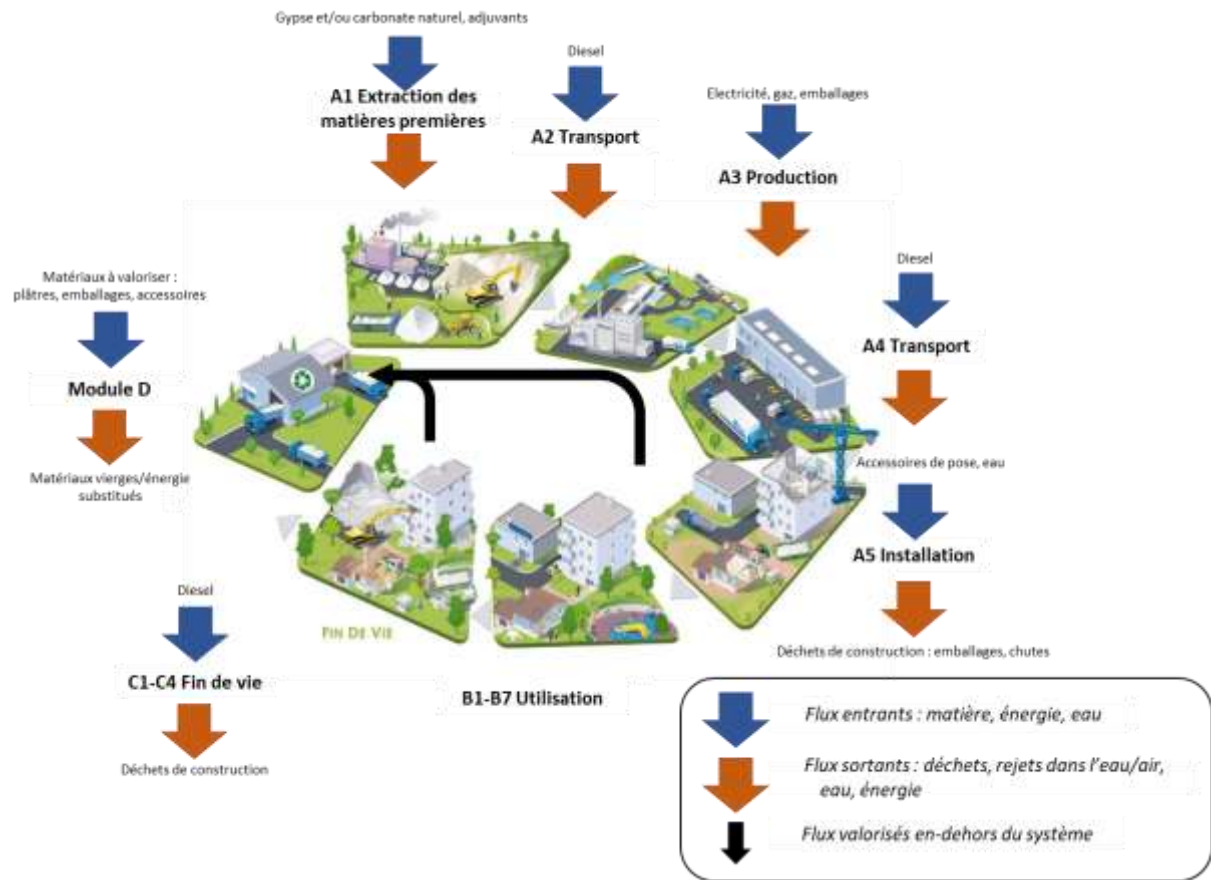 Gypse et/ou carbonate naturel, adjuvants
A1 Extraction des
matières premières
Diesel
A2 Transport
Electricité, gaz, emballages
A3 Production
Diesel
A4 Transport
Accessoires de pose, eau
A5 Installation
Déchets de construction : emballages, chutes
Matériaux à valoriser :
plâtres, emballages, accessoires
Module D
Matériaux vierges/énergie
substitués
Diesel
C1-C4 Fin de vie
Déchets de construction
FIN DE VIE
B1-B7 Utilisation
Flux entrants : matière, énergie, eau
Flux sortants : déchets, rejets dans l'eau/air,
eau, énergie
Flux valorisés en-dehors du système